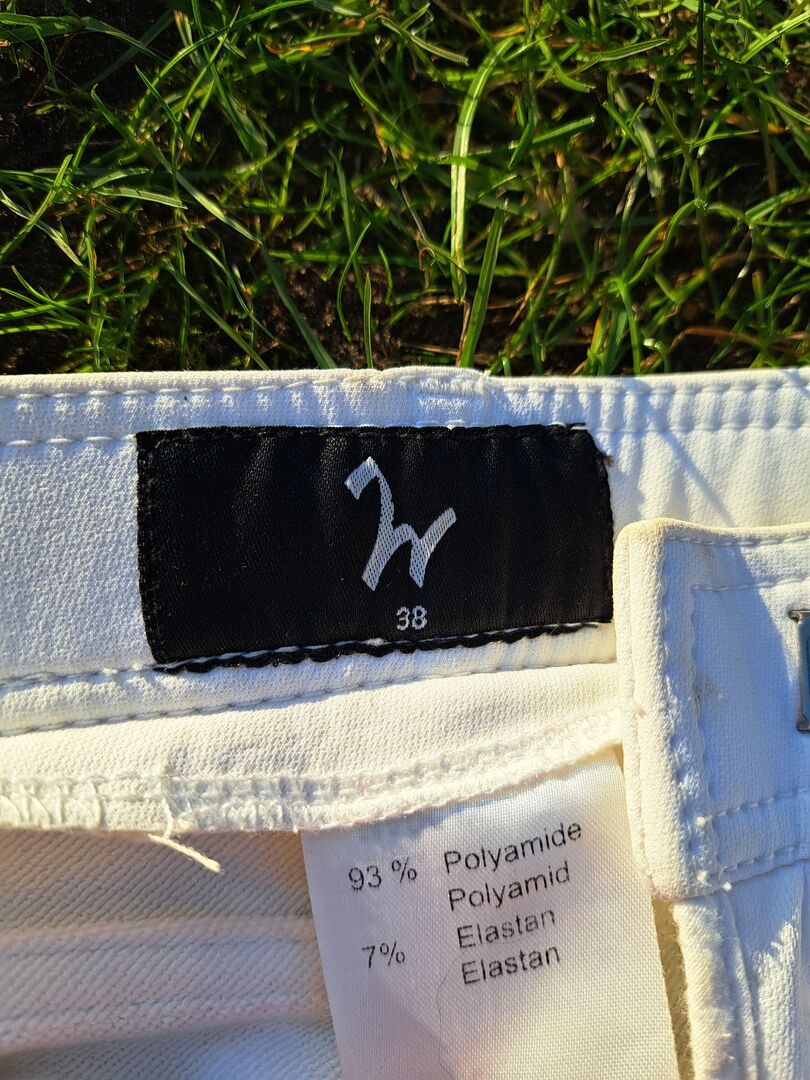 38
93 % Polyamide
Polyamid
7% Elastan
Elastan